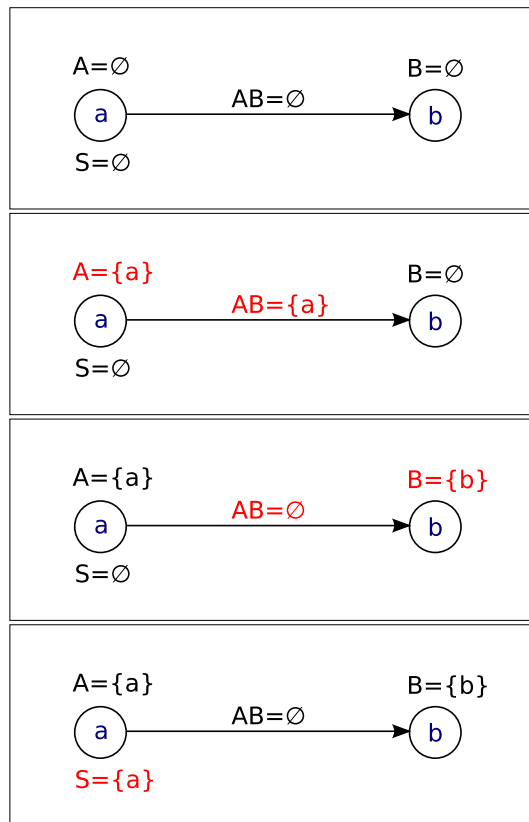 A=∅ B=∅
AB=∅
a b
S=∅
A={a} B=∅
AB={a}
a b
S=∅
A={a} B={b}
AB=∅
a b
S=∅
A={a} B={b}
AB=∅
a b
S={a}